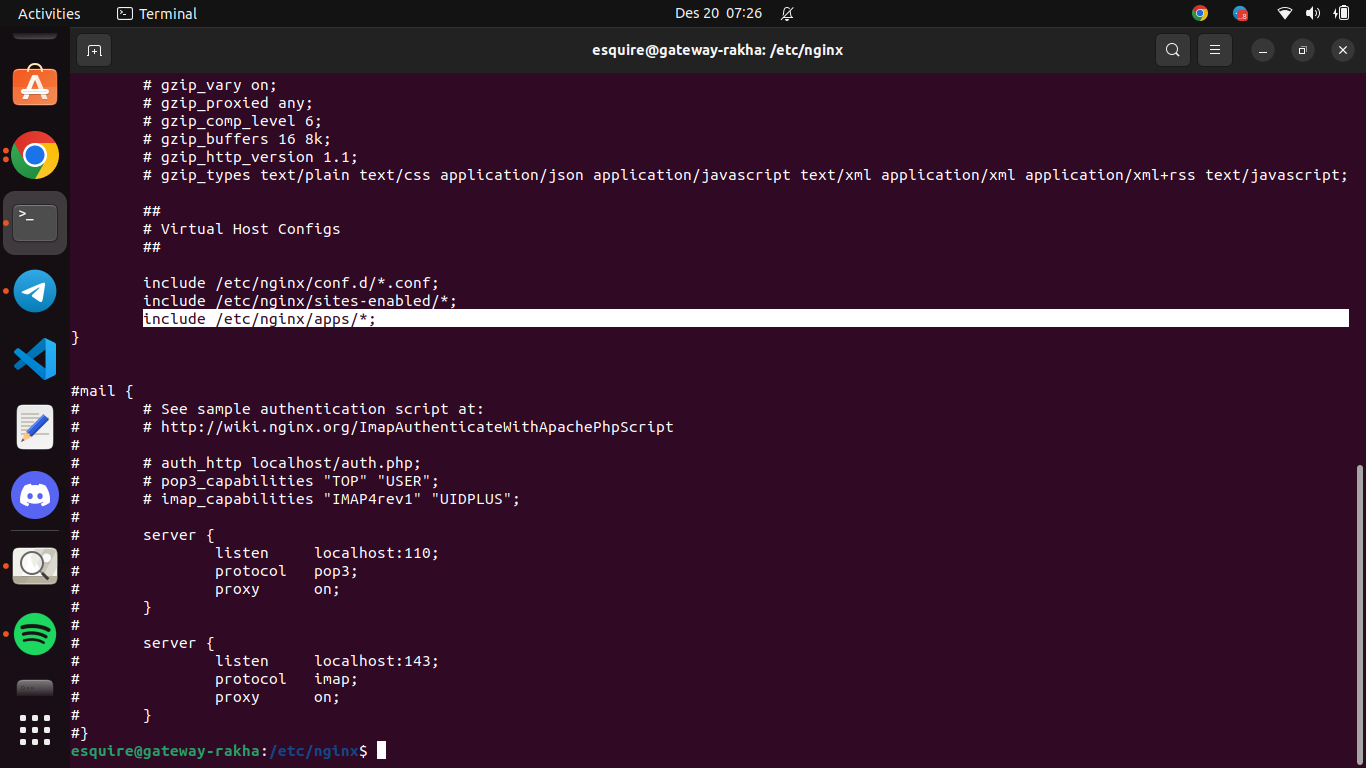 Activities
Terminal
Des 20 07:26
esquire@gateway-rakha: /etc/nginx
# gzip_vary on;
# gzip_proxied any;
# gzip_comp_level 6;
# gzip_buffers 16 8k;
# gzip_http_version 1.1;
# gzip_types text/plain text/css application/json application/javascript text/xml application/xml application/xml+rss text/javascript;
##
# Virtual Host Configs
##
include /etc/nginx/conf.d/*.conf;
include /etc/nginx/sites-enabled/*;
include /etc/nginx/apps/*;
}
#mail {
#       # See sample authentication script at:
#       # http://wiki.nginx.org/ImapAuthenticateWithApachePhpScript
#
#       # auth_http localhost/auth.php;
#       # pop3_capabilities "TOP" "USER";
#       # imap_capabilities "IMAP4rev1" "UIDPLUS";
#
#       server {
#               listen     localhost:110;
#               protocol   pop3;
#               proxy      on;
#       }
#
#       server {
#               listen     localhost:143;
#               protocol   imap;
#               proxy      on;
#       }
#}
esquire@gateway-rakha:/etc/nginx$